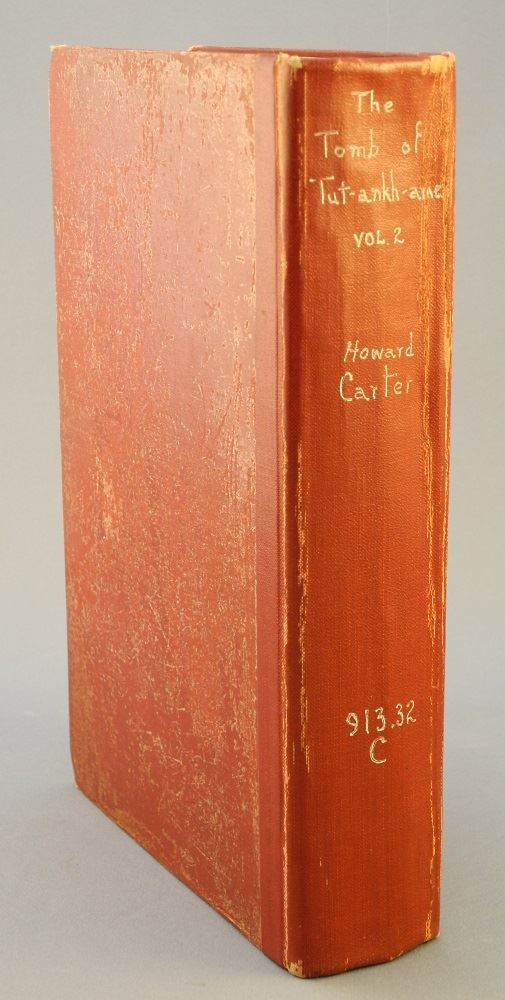 The
Tomb of
Tut-ankh-amen
VOL. 2
Howard
Carter
913.32
C